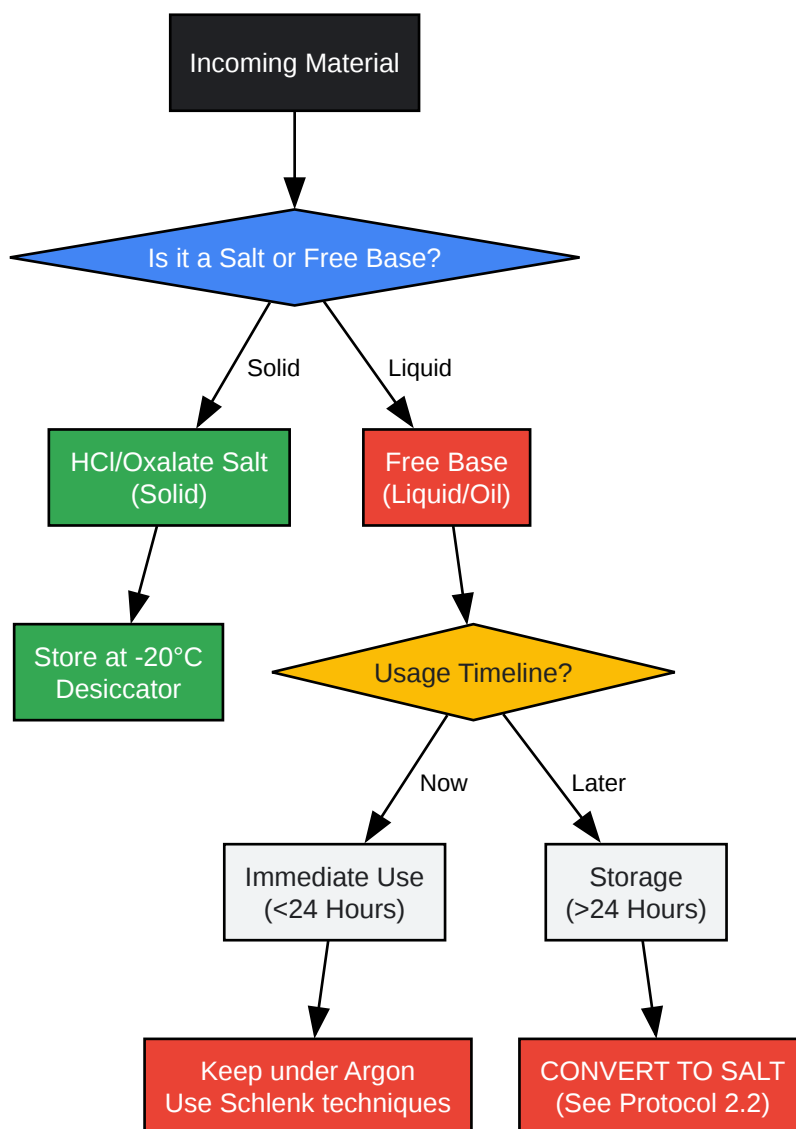 Incoming Material
Is it a Salt or Free Base?
Solid
Liquid
HCl/Oxalate Salt
(Solid)
Free Base
(Liquid/Oil)
Store at -20°C
Desiccator
Usage Timeline?
Now
Later
Immediate Use
(<24 Hours)
Storage
(>24 Hours)
Keep under Argon
Use Schlenk techniques
CONVERT TO SALT
(See Protocol 2.2)